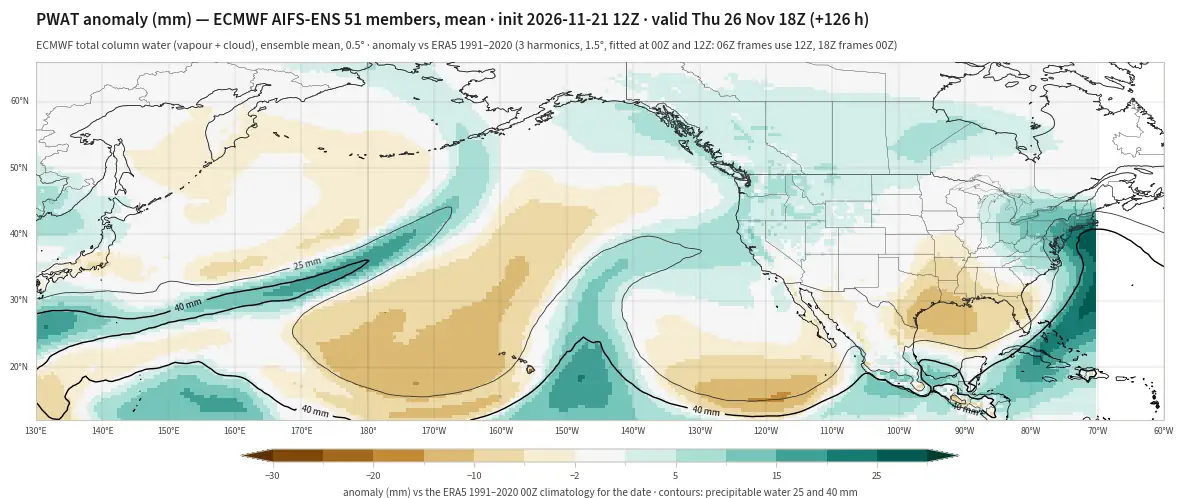 PWAT anomaly (mm) — ECMWF AIFS-ENS 51 members, mean · init 2026-11-21 12Z · valid Thu 26 Nov 18Z (+126 h)
ECMWF total column water (vapour + cloud), ensemble mean, 0.5° · anomaly vs ERA5 1991–2020 (3 harmonics, 1.5°, fitted at 00Z and 12Z: 06Z frames use 12Z, 18Z frames 00Z)
60°N
50°N
40°N
25 mm
30°N
40 mm
20°N
40 mm
40 mm
40 mm
130°E 140°E 150°E 160°E 170°E 180° 170°W 160°W 150°W 140°W 130°W 120°W 110°W 100°W 90°W 80°W 70°W 60°W
−30 −20 −10 −2 5 15 25
anomaly (mm) vs the ERA5 1991–2020 00Z climatology for the date · contours: precipitable water 25 and 40 mm